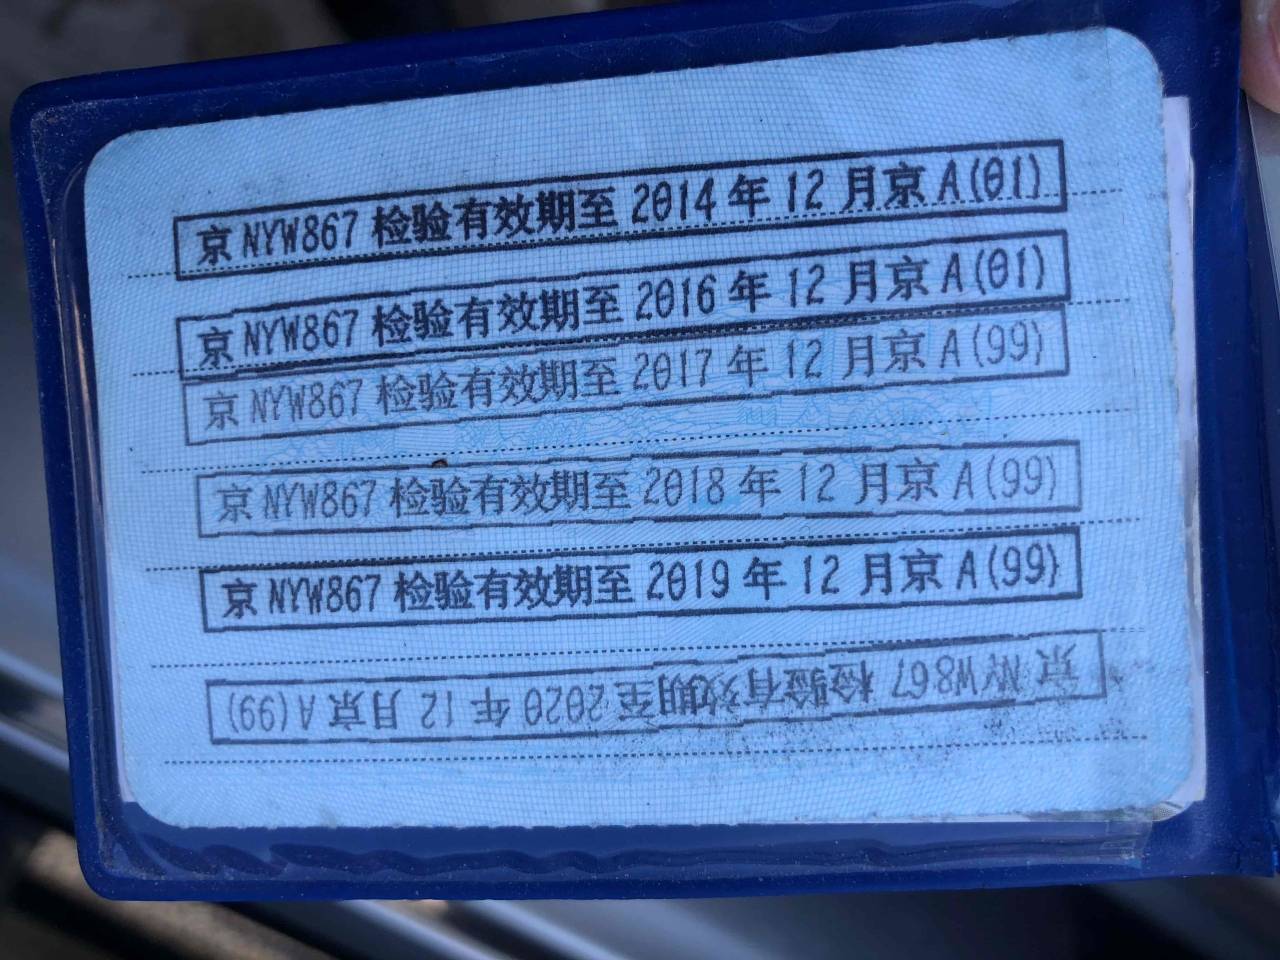 京NYW867 检验有效期至 2014 年 12 月京 A(01)
京NYW867 检验有效期至 2016 年 12 月京 A(01)
京NYW867 检验有效期至 2017 年 12 月京 A(99)
京NYW867 检验有效期至 2018 年 12 月京 A(99)
京NYW867 检验有效期至 2019 年 12 月京 A(99)
京NYW867 检验有效期至 2020 年 12 月京 A(99)